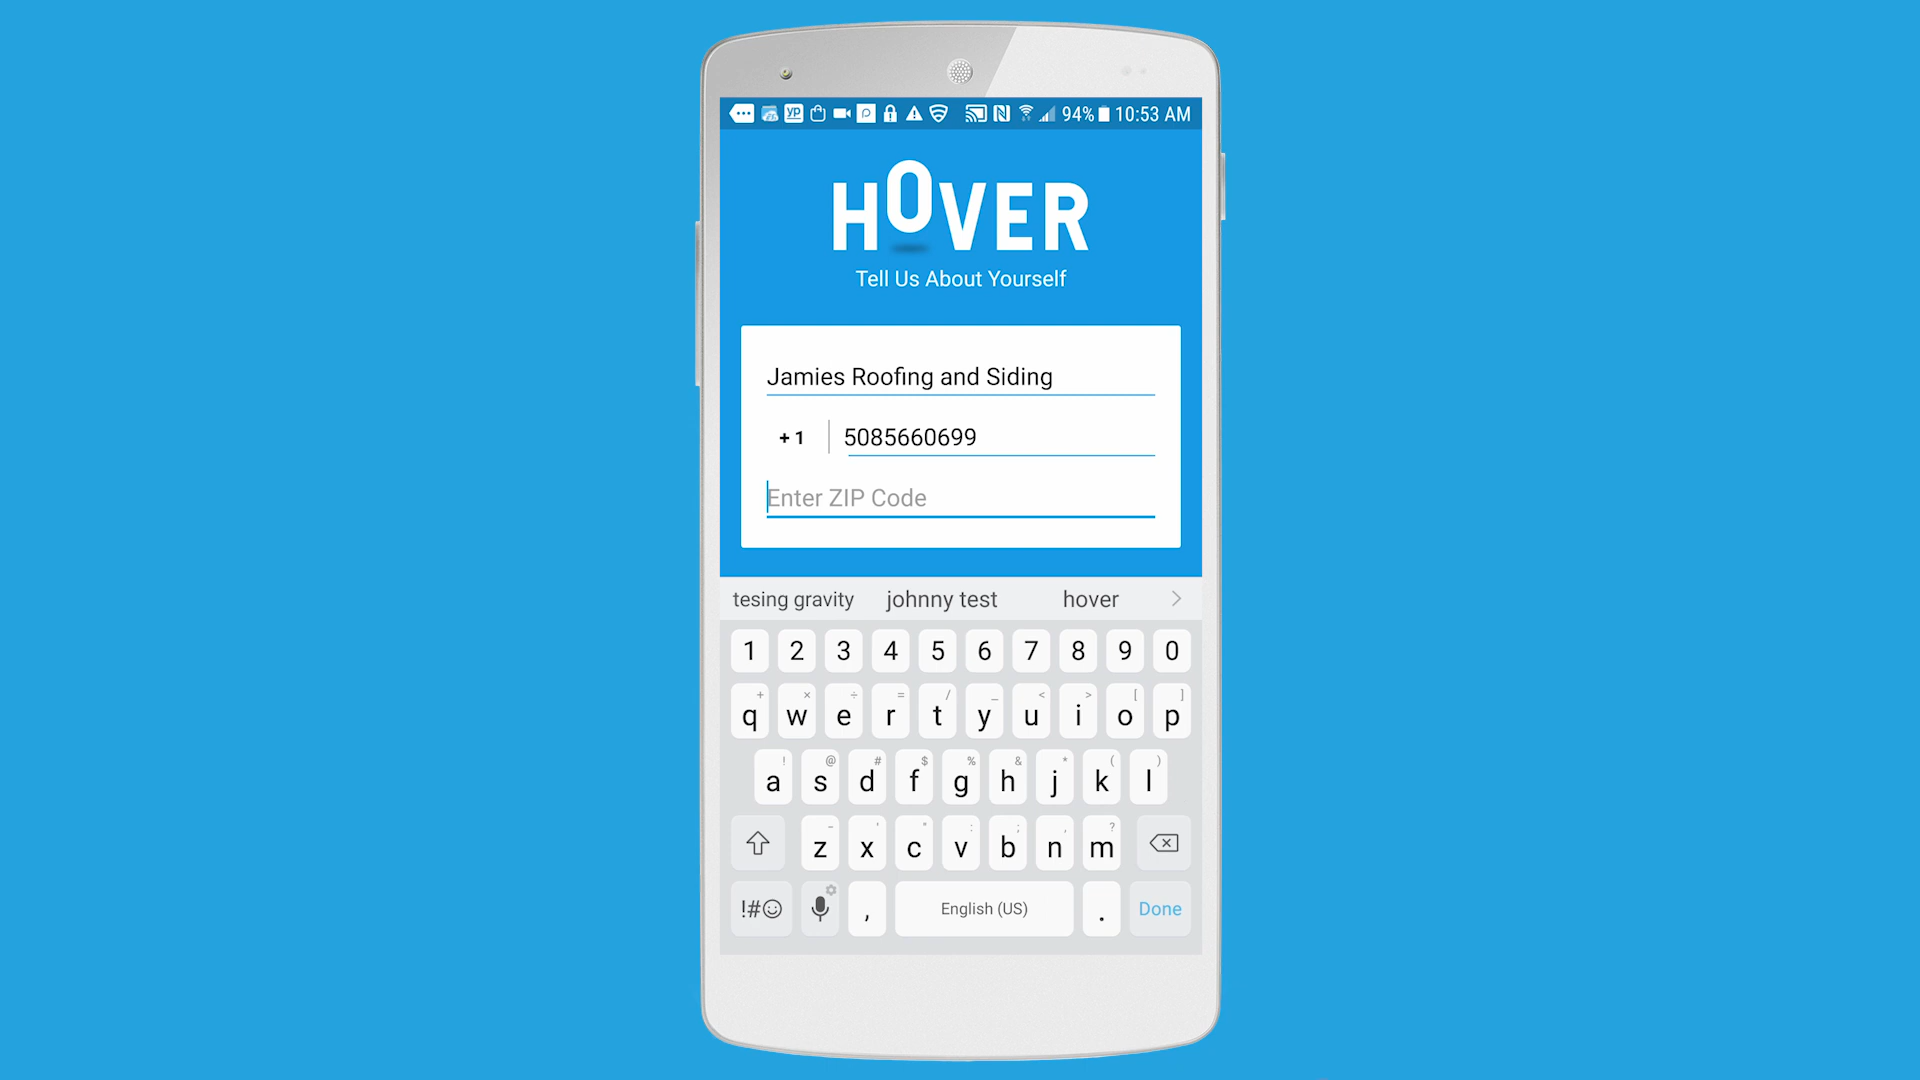 YP 94% 10:53 AM
HOVER
Tell Us About Yourself
Jamies Roofing and Siding
+ 1 5085660699
Enter ZIP Code
tesing gravity johnny test hover
1 2 3 4 5 6 7 8 9 0
+ × ÷ = / _ < > [ ]
q w e r t y u i o p
! @ # $ % & * ( )
a s d f g h j k l
- ' " : ; , ?
z x c v b n m
!#☺ , English (US) . Done